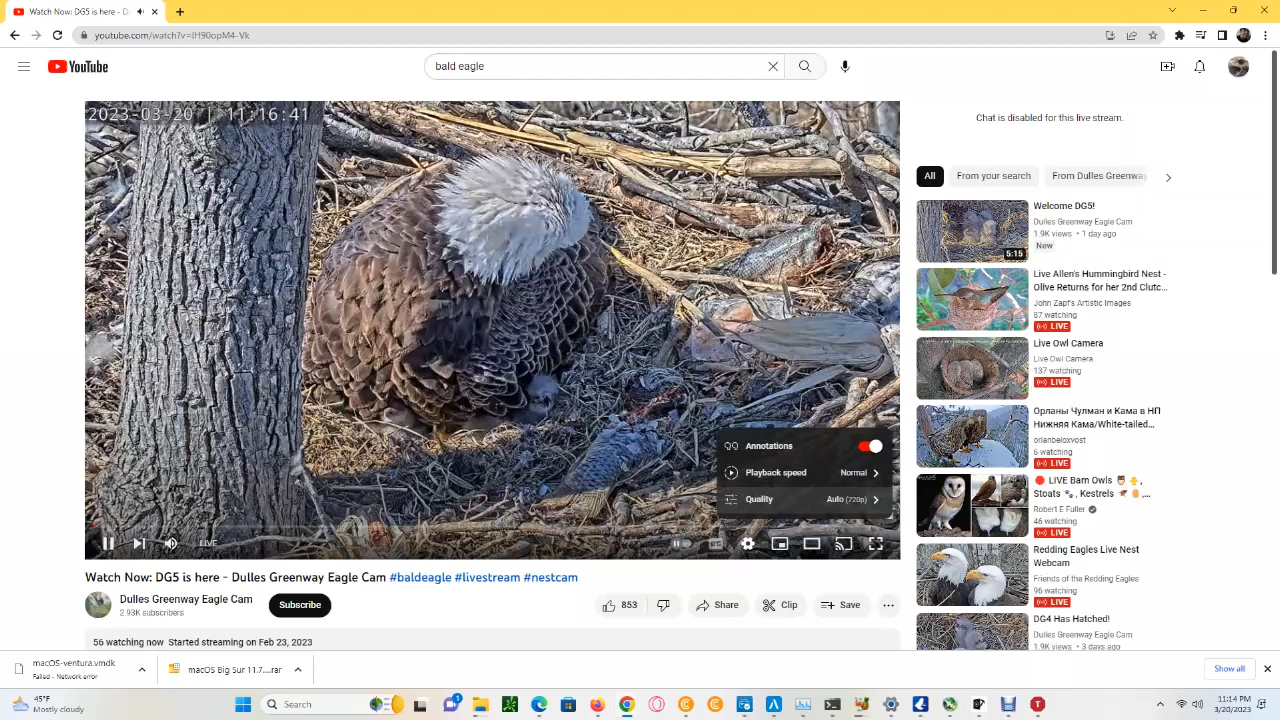 Watch Now: DG5 is here - D
youtube.com/watch?v=IH90opM4-Vk
YouTube
bald eagle
2023-03-20 | 11:16:41
Annotations
Playback speed
Normal
Quality
Auto (720p)
LIVE
Watch Now: DG5 is here - Dulles Greenway Eagle Cam #baldeagle #livestream #nestcam
Dulles Greenway Eagle Cam
2.93K subscribers
Subscribe
853
Share
Clip
Save
56 watching now Started streaming on Feb 23, 2023
Chat is disabled for this live stream.
All
From your search
From Dulles Greenway
Welcome DG5!
Dulles Greenway Eagle Cam
1.9K views • 1 day ago
New
5:15
Live Allen's Hummingbird Nest -
Olive Returns for her 2nd Clutc...
John Zapf's Artistic Images
87 watching
LIVE
Live Owl Camera
Live Owl Camera
137 watching
LIVE
Орланы Чулман и Кама в НП
Нижняя Кама/White-tailed...
orlanbeloxvost
6 watching
LIVE
LIVE Barn Owls
Stoats , Kestrels ,...
Robert E Fuller
46 watching
LIVE
Redding Eagles Live Nest
Webcam
Friends of the Redding Eagles
96 watching
LIVE
DG4 Has Hatched!
Dulles Greenway Eagle Cam
1.9K views • 3 days ago
macOS-ventura.vmdk
Failed - Network error
macOS Big Sur 11.7....rar
Show all
45°F
Mostly cloudy
Search
1
11:14 PM
3/20/2023